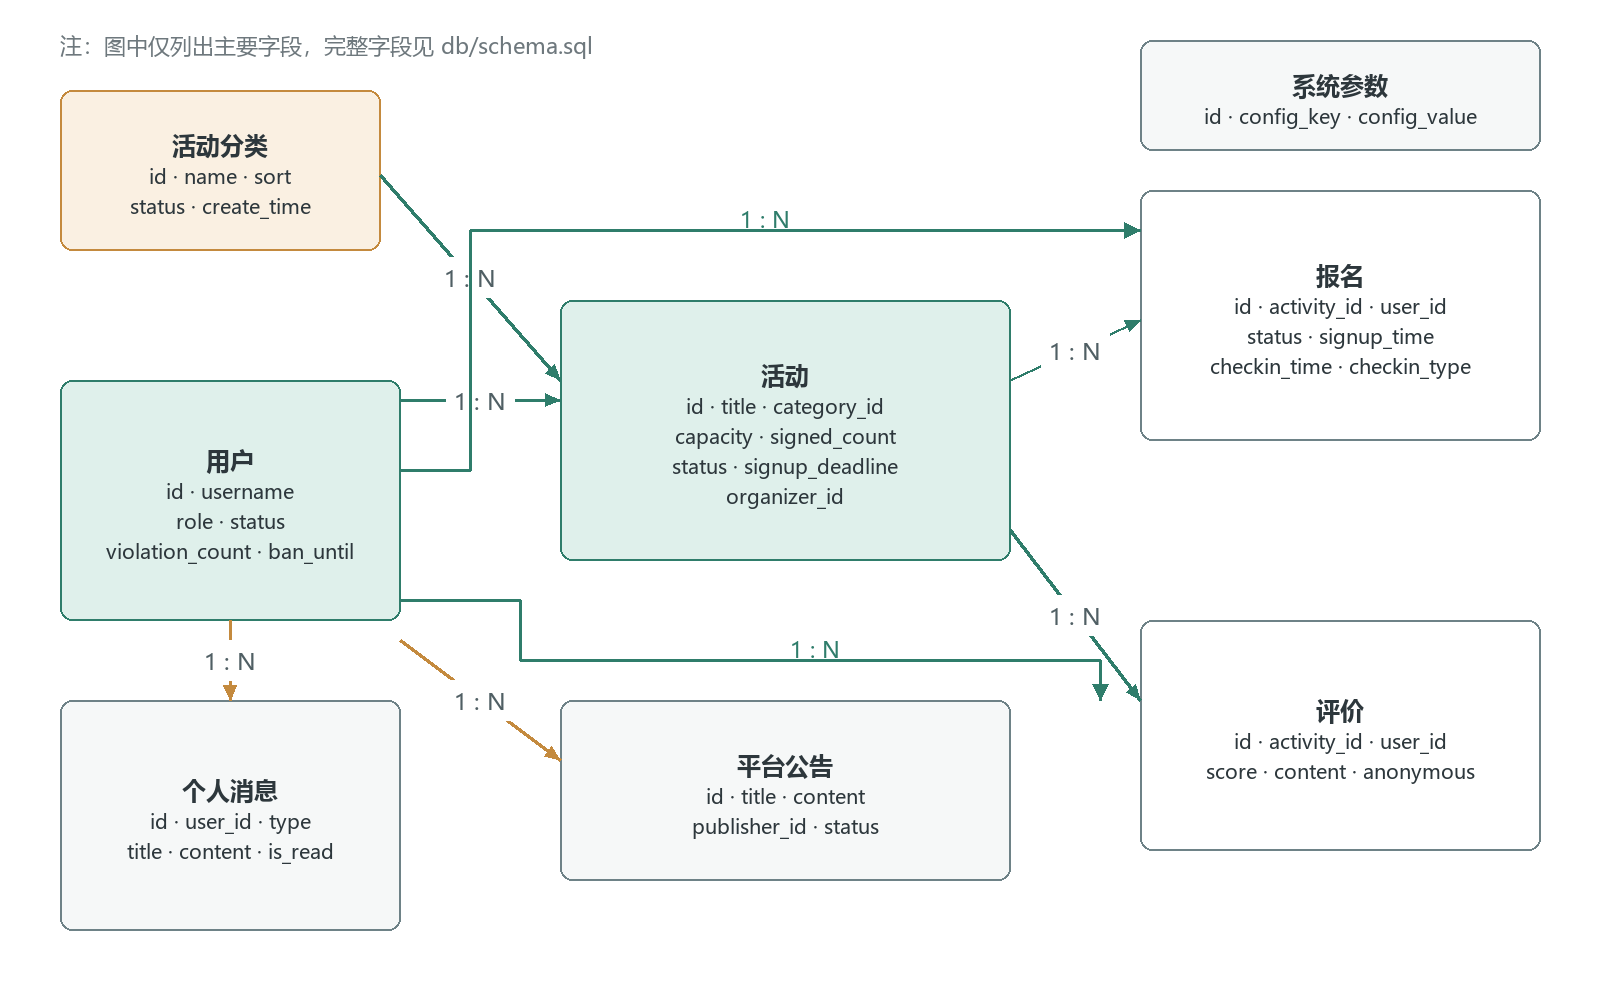 注：图中仅列出主要字段，完整字段见 db/schema.sql
系统参数
id · config_key · config_value
活动分类
id · name · sort
status · create_time
1 : N
1 : N
报名
id · activity_id · user_id
status · signup_time
checkin_time · checkin_type
1 : N
活动
id · title · category_id
capacity · signed_count
status · signup_deadline
organizer_id
1 : N
用户
id · username
role · status
violation_count · ban_until
1 : N
1 : N
1 : N
1 : N
个人消息
id · user_id · type
title · content · is_read
平台公告
id · title · content
publisher_id · status
评价
id · activity_id · user_id
score · content · anonymous